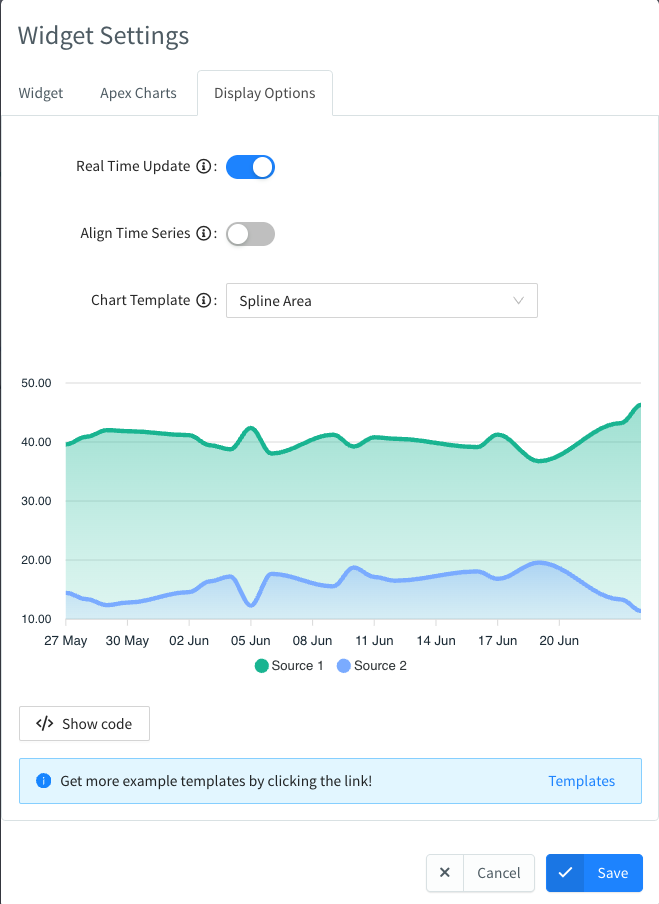 Widget Settings
Widget Apex Charts Display Options
Real Time Update :
Align Time Series :
Chart Template : Spline Area
50.00
40.00
30.00
20.00
10.00
27 May 30 May 02 Jun 05 Jun 08 Jun 11 Jun 14 Jun 17 Jun 20 Jun
Source 1 Source 2
</> Show code
Get more example templates by clicking the link! Templates
Cancel Save